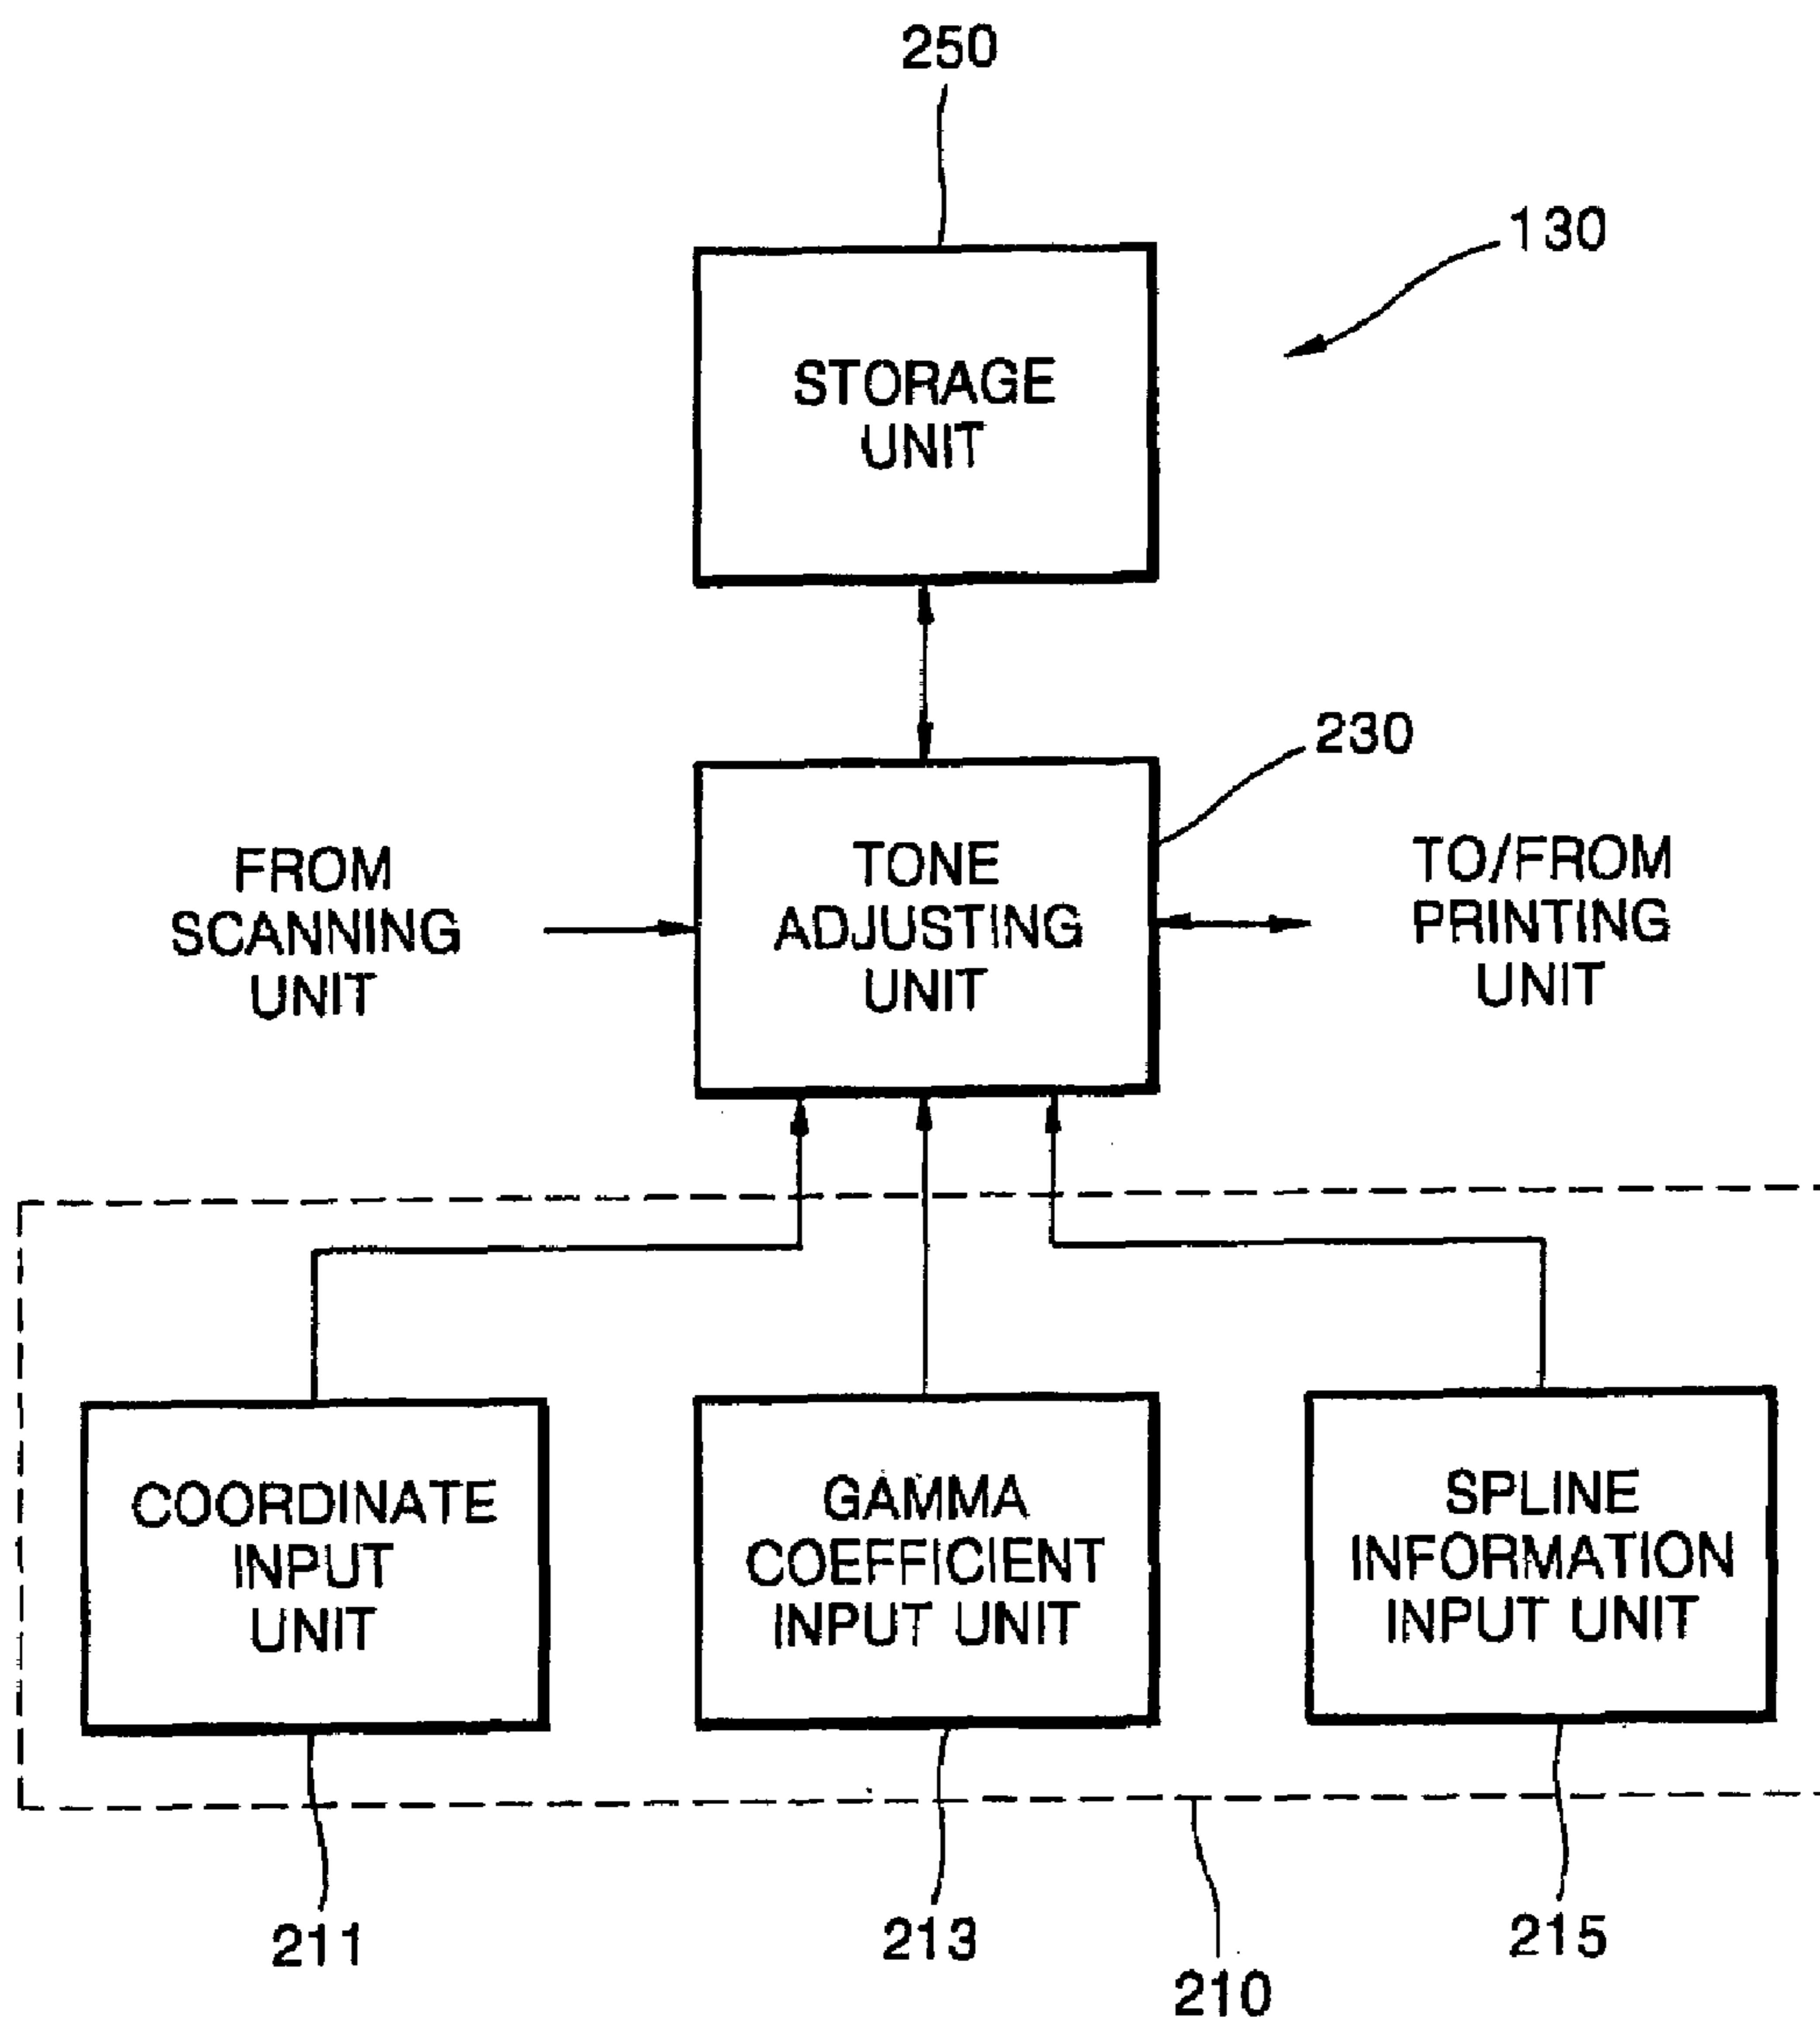 250
130
STORAGE
UNIT
230
FROM
SCANNING
UNIT
TONE
ADJUSTING
UNIT
TO/FROM
PRINTING
UNIT
COORDINATE
INPUT
UNIT
GAMMA
COEFFICIENT
INPUT UNIT
SPLINE
INFORMATION
INPUT UNIT
211
213
215
210